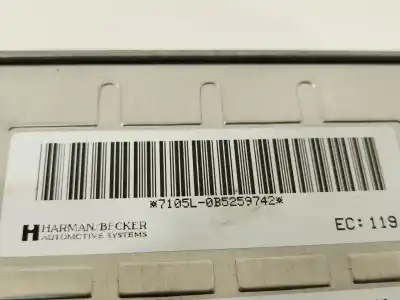 *7105L-0B5259742*
HARMAN/BECKER
AUTOMOTIVE SYSTEMS
EC: 119